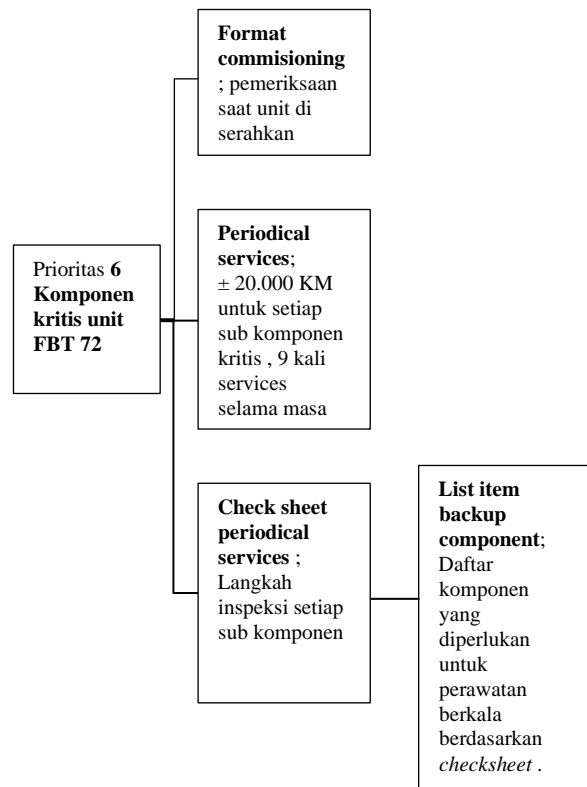 Format
commisioning
; pemeriksaan
saat unit di
serahkan
Prioritas 6
Komponen
kritis unit
FBT 72
Periodical
services;
± 20.000 KM
untuk setiap
sub komponen
kritis , 9 kali
services
selama masa
Check sheet
periodical
services ;
Langkah
inspeksi setiap
sub komponen
List item
backup
component;
Daftar
komponen
yang
diperlukan
untuk
perawatan
berkala
berdasarkan
checksheet .